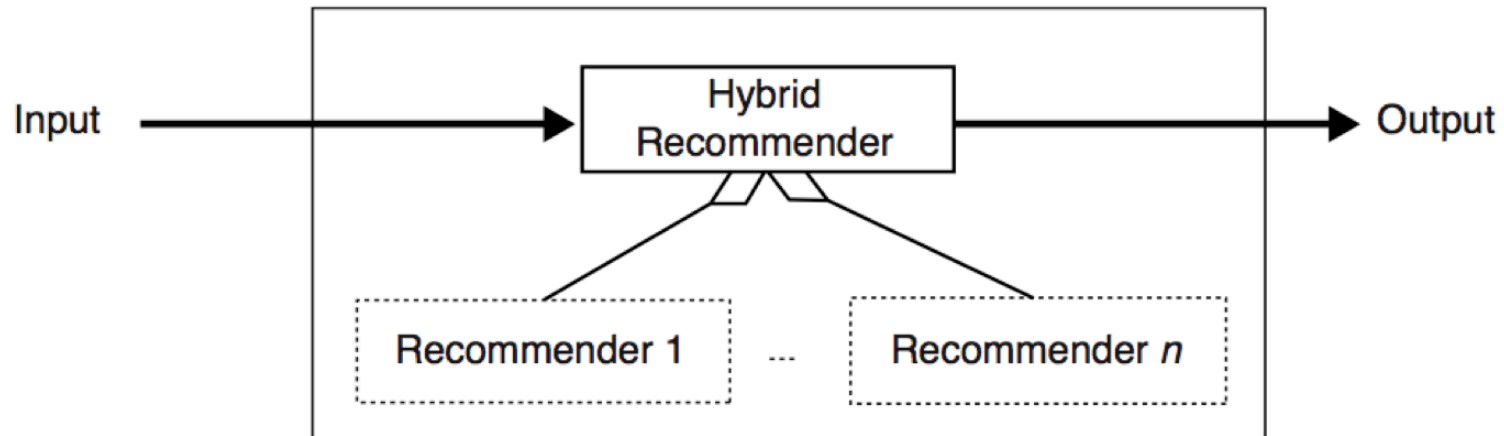 Hybrid
Input
Recommender
Output
Recommender 1
...
Recommender n